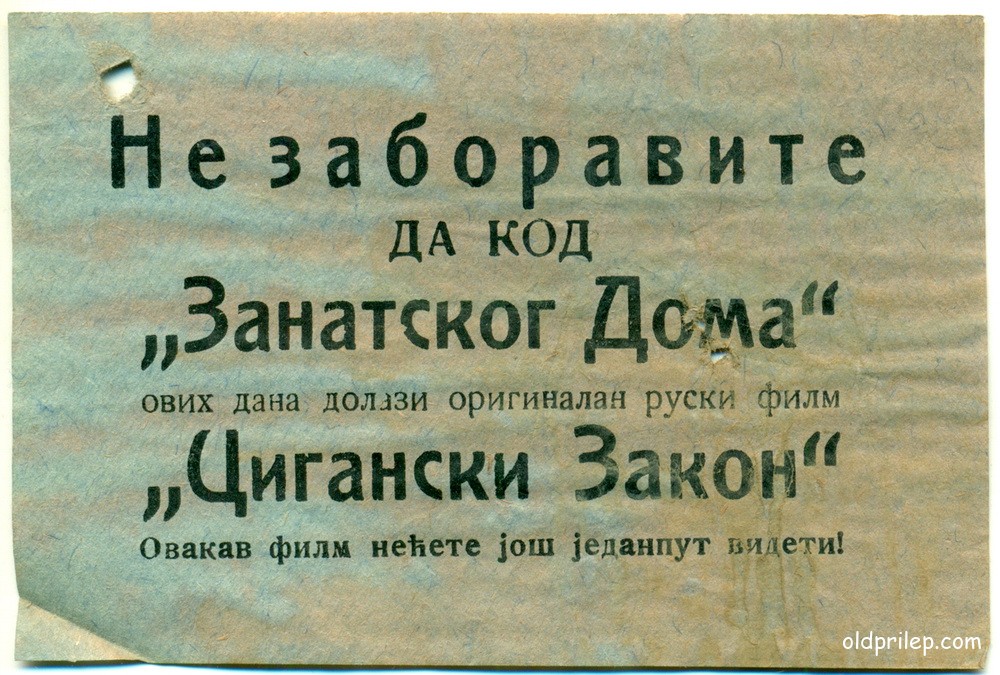 Не заборавите
ДА КОД
„Занатског Дома“
ових дана долази оригиналан руски филм
„Цигански Закон“
Овакав филм нећете још једанпут видети!
oldprilep.com